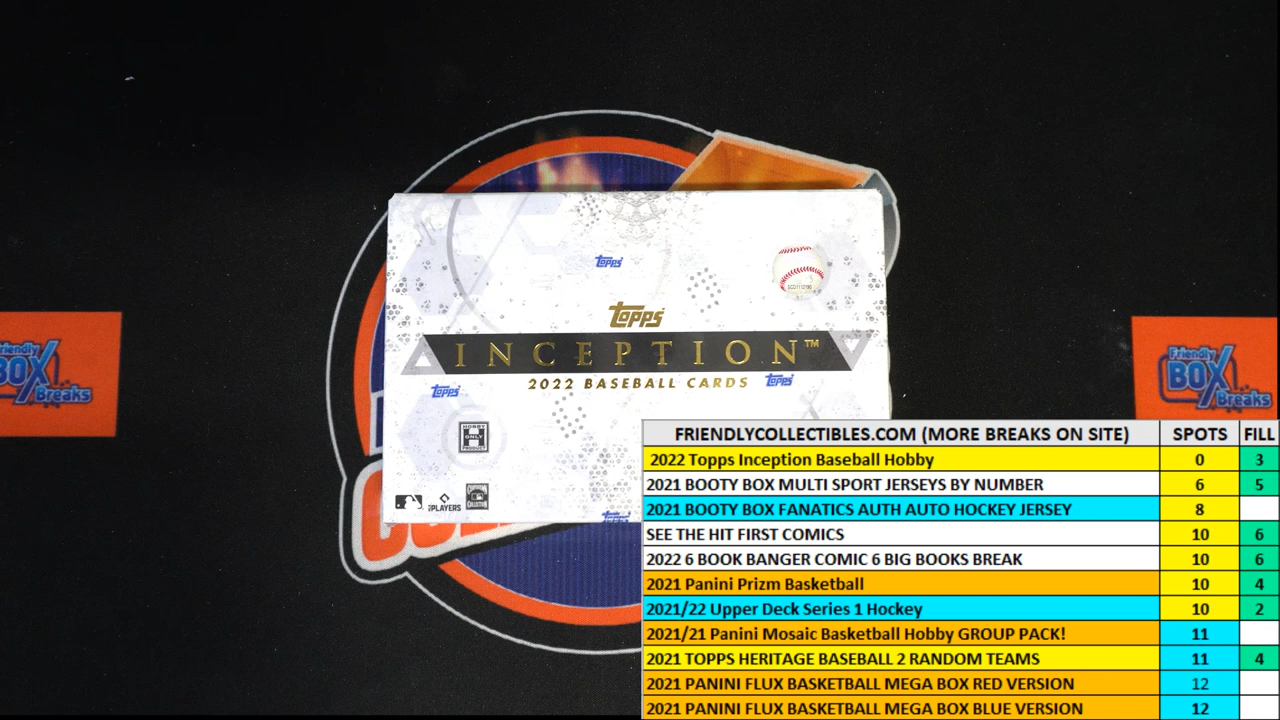 Topps
Topps
INCEPTION™
2022 BASEBALL CARDS
Topps
Topps
HOBBY
ONLY
PRODUCT
PLAYERS
Friendly
BOX
Breaks
Friendly
BOX
Breaks
FRIENDLYCOLLECTIBLES.COM (MORE BREAKS ON SITE) SPOTS FILL
2022 Topps Inception Baseball Hobby 0 3
2021 BOOTY BOX MULTI SPORT JERSEYS BY NUMBER 6 5
2021 BOOTY BOX FANATICS AUTH AUTO HOCKEY JERSEY 8
SEE THE HIT FIRST COMICS 10 6
2022 6 BOOK BANGER COMIC 6 BIG BOOKS BREAK 10 6
2021 Panini Prizm Basketball 10 4
2021/22 Upper Deck Series 1 Hockey 10 2
2021/21 Panini Mosaic Basketball Hobby GROUP PACK! 11
2021 TOPPS HERITAGE BASEBALL 2 RANDOM TEAMS 11 4
2021 PANINI FLUX BASKETBALL MEGA BOX RED VERSION 12
2021 PANINI FLUX BASKETBALL MEGA BOX BLUE VERSION 12